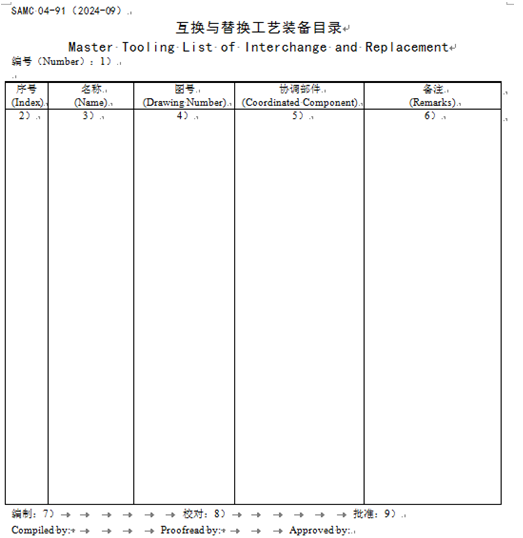 SAMC 04-91（2024-09）
互换与替换工艺装备目录
Master Tooling List of Interchange and Replacement
编号（Number）：1）
序号 名称 图号 协调部件 备注
(Index) (Name) (Drawing Number) (Coordinated Component) (Remarks)
2） 3） 4） 5） 6）
编制：7） 校对：8） 批准：9）
Compiled by: Proofread by: Approved by: